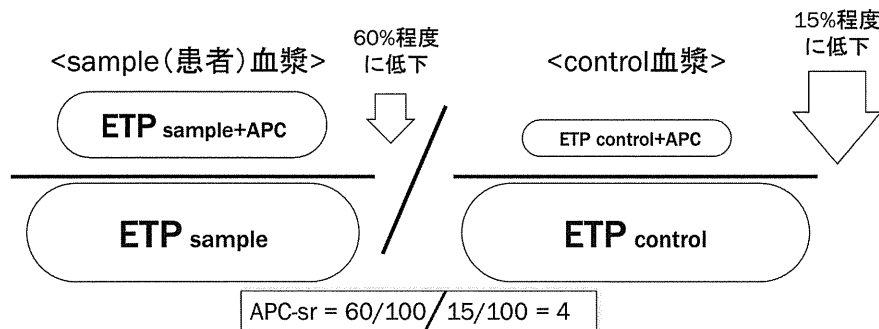 <sample(患者)血漿>
60%程度
に低下
<control血漿>
15%程度
に低下
ETP sample+APC
ETP control+APC
ETP sample
ETP control
APC-sr = 60/100 / 15/100 = 4